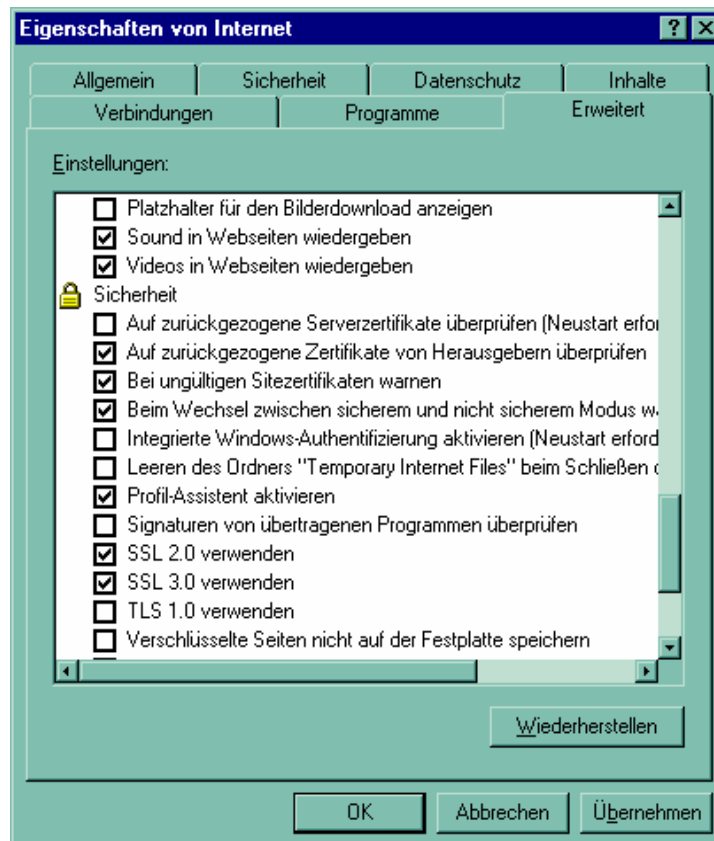 Eigenschaften von Internet
Allgemein Sicherheit Datenschutz Inhalte
Verbindungen Programme Erweitert
Einstellungen:
Platzhalter für den Bilderdownload anzeigen
Sound in Webseiten wiedergeben
Videos in Webseiten wiedergeben
Sicherheit
Auf zurückgezogene Serverzertifikate überprüfen (Neustart erfor
Auf zurückgezogene Zertifikate von Herausgebern überprüfen
Bei ungültigen Sitezertifikaten warnen
Beim Wechsel zwischen sicherem und nicht sicherem Modus w
Integrierte Windows-Authentifizierung aktivieren (Neustart erford
Leeren des Ordners "Temporary Internet Files" beim Schließen
Profil-Assistent aktivieren
Signaturen von übertragenen Programmen überprüfen
SSL 2.0 verwenden
SSL 3.0 verwenden
TLS 1.0 verwenden
Verschlüsselte Seiten nicht auf der Festplatte speichern
Wiederherstellen
OK Abbrechen Übernehmen